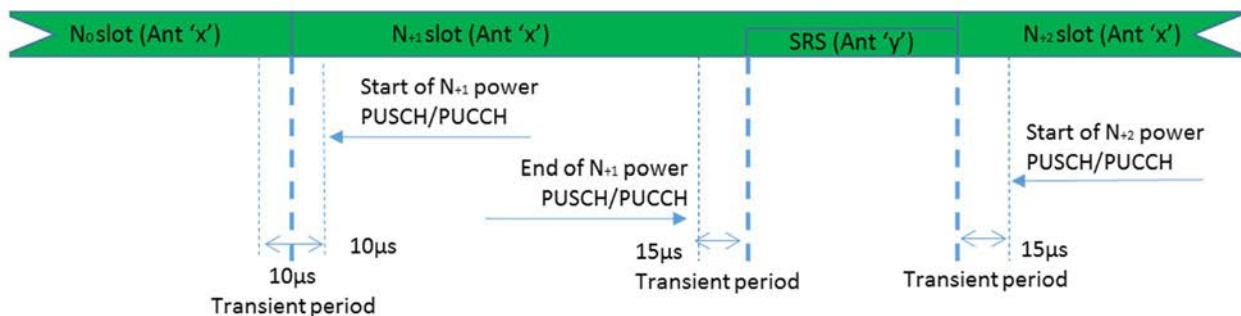 N₀ slot (Ant ‘x’)
N₊₁ slot (Ant ‘x’)
SRS (Ant ‘y’)
N₊₂ slot (Ant ‘x’)
Start of N₊₁ power
PUSCH/PUCCH
End of N₊₁ power
PUSCH/PUCCH
Start of N₊₂ power
PUSCH/PUCCH
10µs
10µs
Transient period
15µs
Transient period
15µs
Transient period